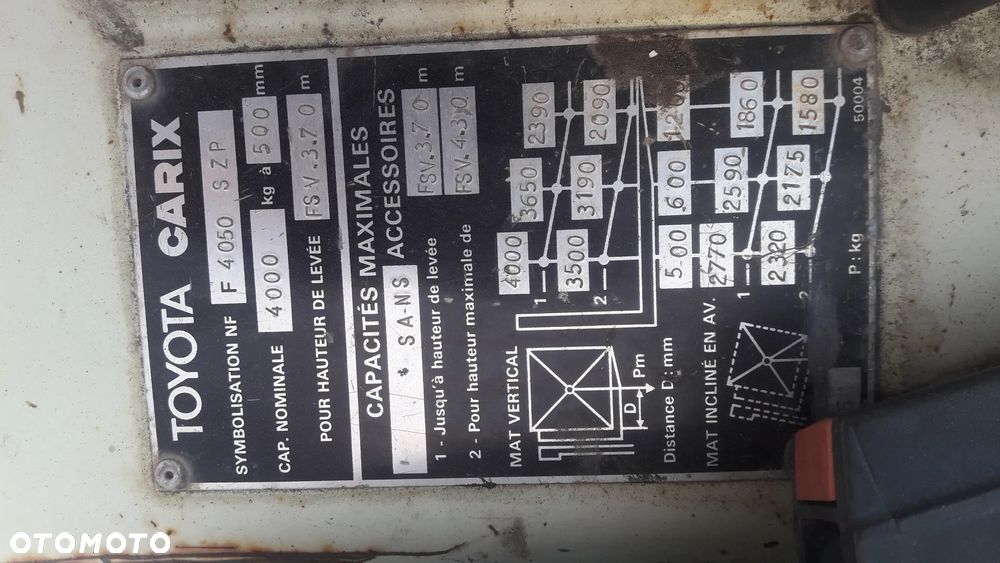 TOYOTA CARIX
SYMBOLISATION NF F 4050 SZP
CAP. NOMINALE 4000 kg à 500 mm
POUR HAUTEUR DE LEVÉE FSV.3.70 m
CAPACITÉS MAXIMALES
SA-NS ACCESSOIRES
1 - Jusqu'à hauteur de levée FSV.3.70 m
2 - Pour hauteur maximale de FSV.4.30 m
MAT VERTICAL
1 4000 3650 2390
2 3500 3190 2090
D Pm
Distance D: mm 500 600 1200
MAT INCLINÉ EN AV.
1 2770 2590 1860
2 2320 2175 1580
P: kg
50004
OTOMOTO